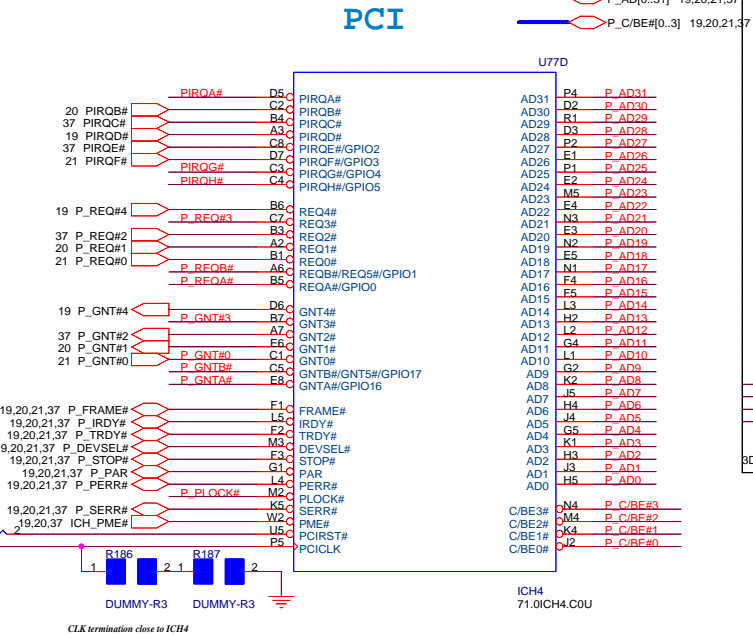 PCI
P_AD[0..31] 19,20,21,37
P_C/BE#[0..3] 19,20,21,37
U77D
PIRQA# D5 PIRQA# AD31 P4 P_AD31
20 PIRQB# C2 PIRQB# AD30 D2 P_AD30
37 PIRQC# B4 PIRQC# AD29 R1 P_AD29
19 PIRQD# A3 PIRQD# AD28 D3 P_AD28
37 PIRQE# C8 PIRQE#/GPIO2 AD27 P2 P_AD27
21 PIRQF# D7 PIRQF#/GPIO3 AD26 E1 P_AD26
PIRQG# C3 PIRQG#/GPIO4 AD25 P1 P_AD25
PIRQH# C4 PIRQH#/GPIO5 AD24 E2 P_AD24
AD23 M5 P_AD23
19 P_REQ#4 B6 REQ4# AD22 E4 P_AD22
P_REQ#3 C7 REQ3# AD21 N3 P_AD21
37 P_REQ#2 B3 REQ2# AD20 E3 P_AD20
20 P_REQ#1 A2 REQ1# AD19 N2 P_AD19
21 P_REQ#0 B1 REQ0# AD18 E5 P_AD18
P_REQB# A6 REQB#/REQ5#/GPIO1 AD17 N1 P_AD17
P_REQA# B5 REQA#/GPIO0 AD16 F4 P_AD16
AD15 F5 P_AD15
19 P_GNT#4 D6 GNT4# AD14 L3 P_AD14
P_GNT#3 B7 GNT3# AD13 H2 P_AD13
37 P_GNT#2 A7 GNT2# AD12 L2 P_AD12
20 P_GNT#1 E6 GNT1# AD11 G4 P_AD11
21 P_GNT#0 P_GNT#0 C1 GNT0# AD10 L1 P_AD10
P_GNTB# C5 GNTB#/GNT5#/GPIO17 AD9 G2 P_AD9
P_GNTA# E8 GNTA#/GPIO16 AD8 K2 P_AD8
AD7 J5 P_AD7
19,20,21,37 P_FRAME# F1 FRAME# AD6 H4 P_AD6
19,20,21,37 P_IRDY# L5 IRDY# AD5 J4 P_AD5
19,20,21,37 P_TRDY# F2 TRDY# AD4 G5 P_AD4
9,20,21,37 P_DEVSEL# M3 DEVSEL# AD3 K1 P_AD3
19,20,21,37 P_STOP# F3 STOP# AD2 H3 P_AD2
19,20,21,37 P_PAR G1 PAR AD1 J3 P_AD1
19,20,21,37 P_PERR# L4 PERR# AD0 H5 P_AD0
P_PLOCK# M2 PLOCK#
19,20,21,37 P_SERR# K5 SERR# C/BE3# N4 P_C/BE#3
19,20,37 ICH_PME# W2 PME# C/BE2# M4 P_C/BE#2
2 U5 PCIRST# C/BE1# K4 P_C/BE#1
P5 PCICLK C/BE0# J2 P_C/BE#0
R186 R187
1 2 1 2
DUMMY-R3 DUMMY-R3
ICH4
71.0ICH4.C0U
CLK termination close to ICH4